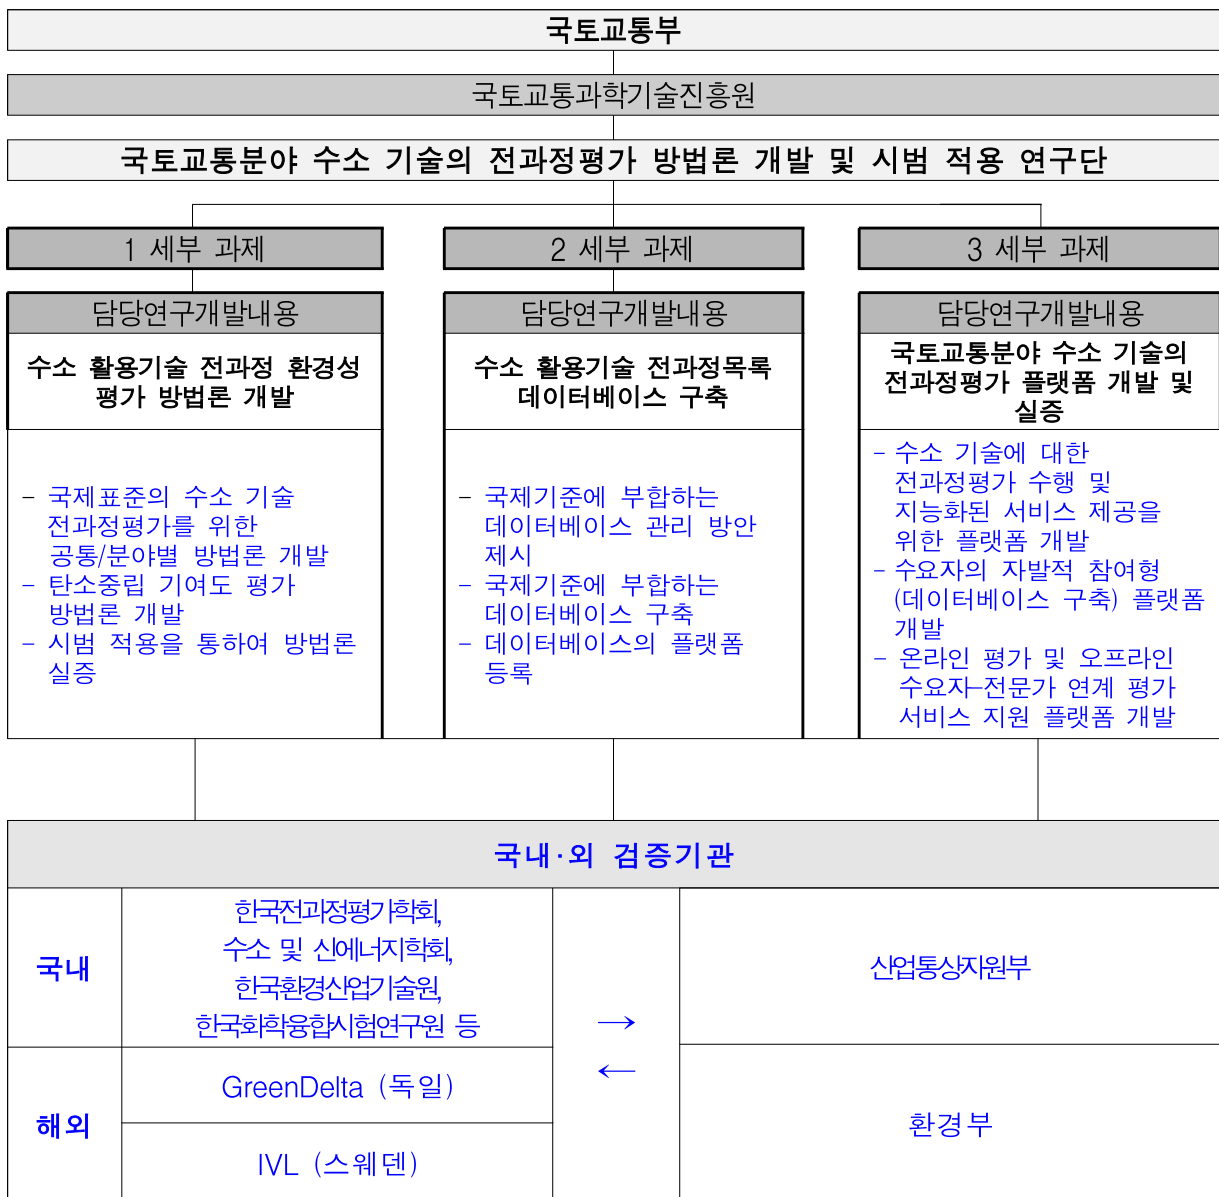 국토교통부
국토교통과학기술진흥원
국토교통분야 수소 기술의 전과정평가 방법론 개발 및 시범 적용 연구단
1 세부 과제
담당연구개발내용
수소 활용기술 전과정 환경성
평가 방법론 개발
- 국제표준의 수소 기술
전과정평가를 위한
공통/분야별 방법론 개발
- 탄소중립 기여도 평가
방법론 개발
- 시범 적용을 통하여 방법론
실증
2 세부 과제
담당연구개발내용
수소 활용기술 전과정목록
데이터베이스 구축
- 국제기준에 부합하는
데이터베이스 관리 방안
제시
- 국제기준에 부합하는
데이터베이스 구축
- 데이터베이스의 플랫폼
등록
3 세부 과제
담당연구개발내용
국토교통분야 수소 기술의
전과정평가 플랫폼 개발 및
실증
- 수소 기술에 대한
전과정평가 수행 및
지능화된 서비스 제공을
위한 플랫폼 개발
- 수요자의 자발적 참여형
(데이터베이스 구축) 플랫폼
개발
- 온라인 평가 및 오프라인
수요자-전문가 연계 평가
서비스 지원 플랫폼 개발
국내·외 검증기관
국내
한국전과정평가학회,
수소 및 신에너지학회,
한국환경산업기술원,
한국화학융합시험연구원 등
해외
GreenDelta (독일)
IVL (스웨덴)
→
←
산업통상자원부
환경부